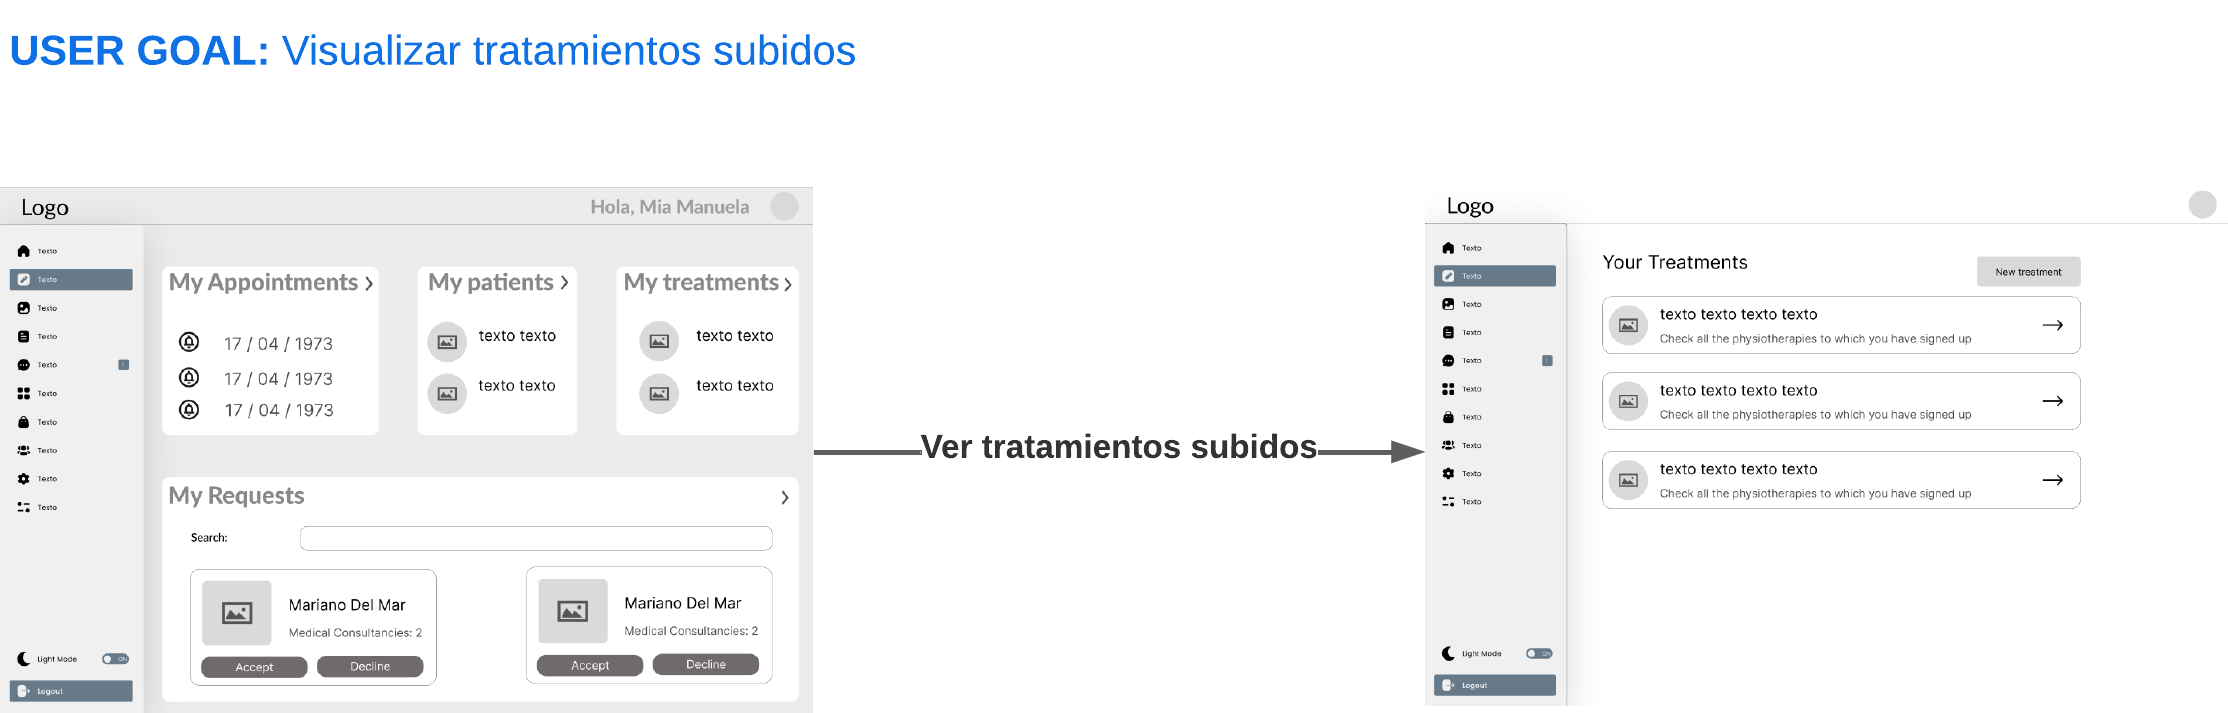 USER GOAL: Visualizar tratamientos subidos
Logo
Hola, Mia Manuela
Texto
Texto
Texto
Texto
Texto
Texto
Texto
Texto
Texto
Texto
Light Mode
ON
Logout
My Appointments
17 / 04 / 1973
17 / 04 / 1973
17 / 04 / 1973
My patients
texto texto
texto texto
My treatments
texto texto
texto texto
My Requests
Search:
Mariano Del Mar
Medical Consultancies: 2
Accept
Decline
Mariano Del Mar
Medical Consultancies: 2
Accept
Decline
Ver tratamientos subidos
Logo
Texto
Texto
Texto
Texto
Texto
Texto
Texto
Texto
Texto
Texto
Light Mode
ON
Logout
Your Treatments
New treatment
texto texto texto texto
Check all the physiotherapies to which you have signed up
texto texto texto texto
Check all the physiotherapies to which you have signed up
texto texto texto texto
Check all the physiotherapies to which you have signed up